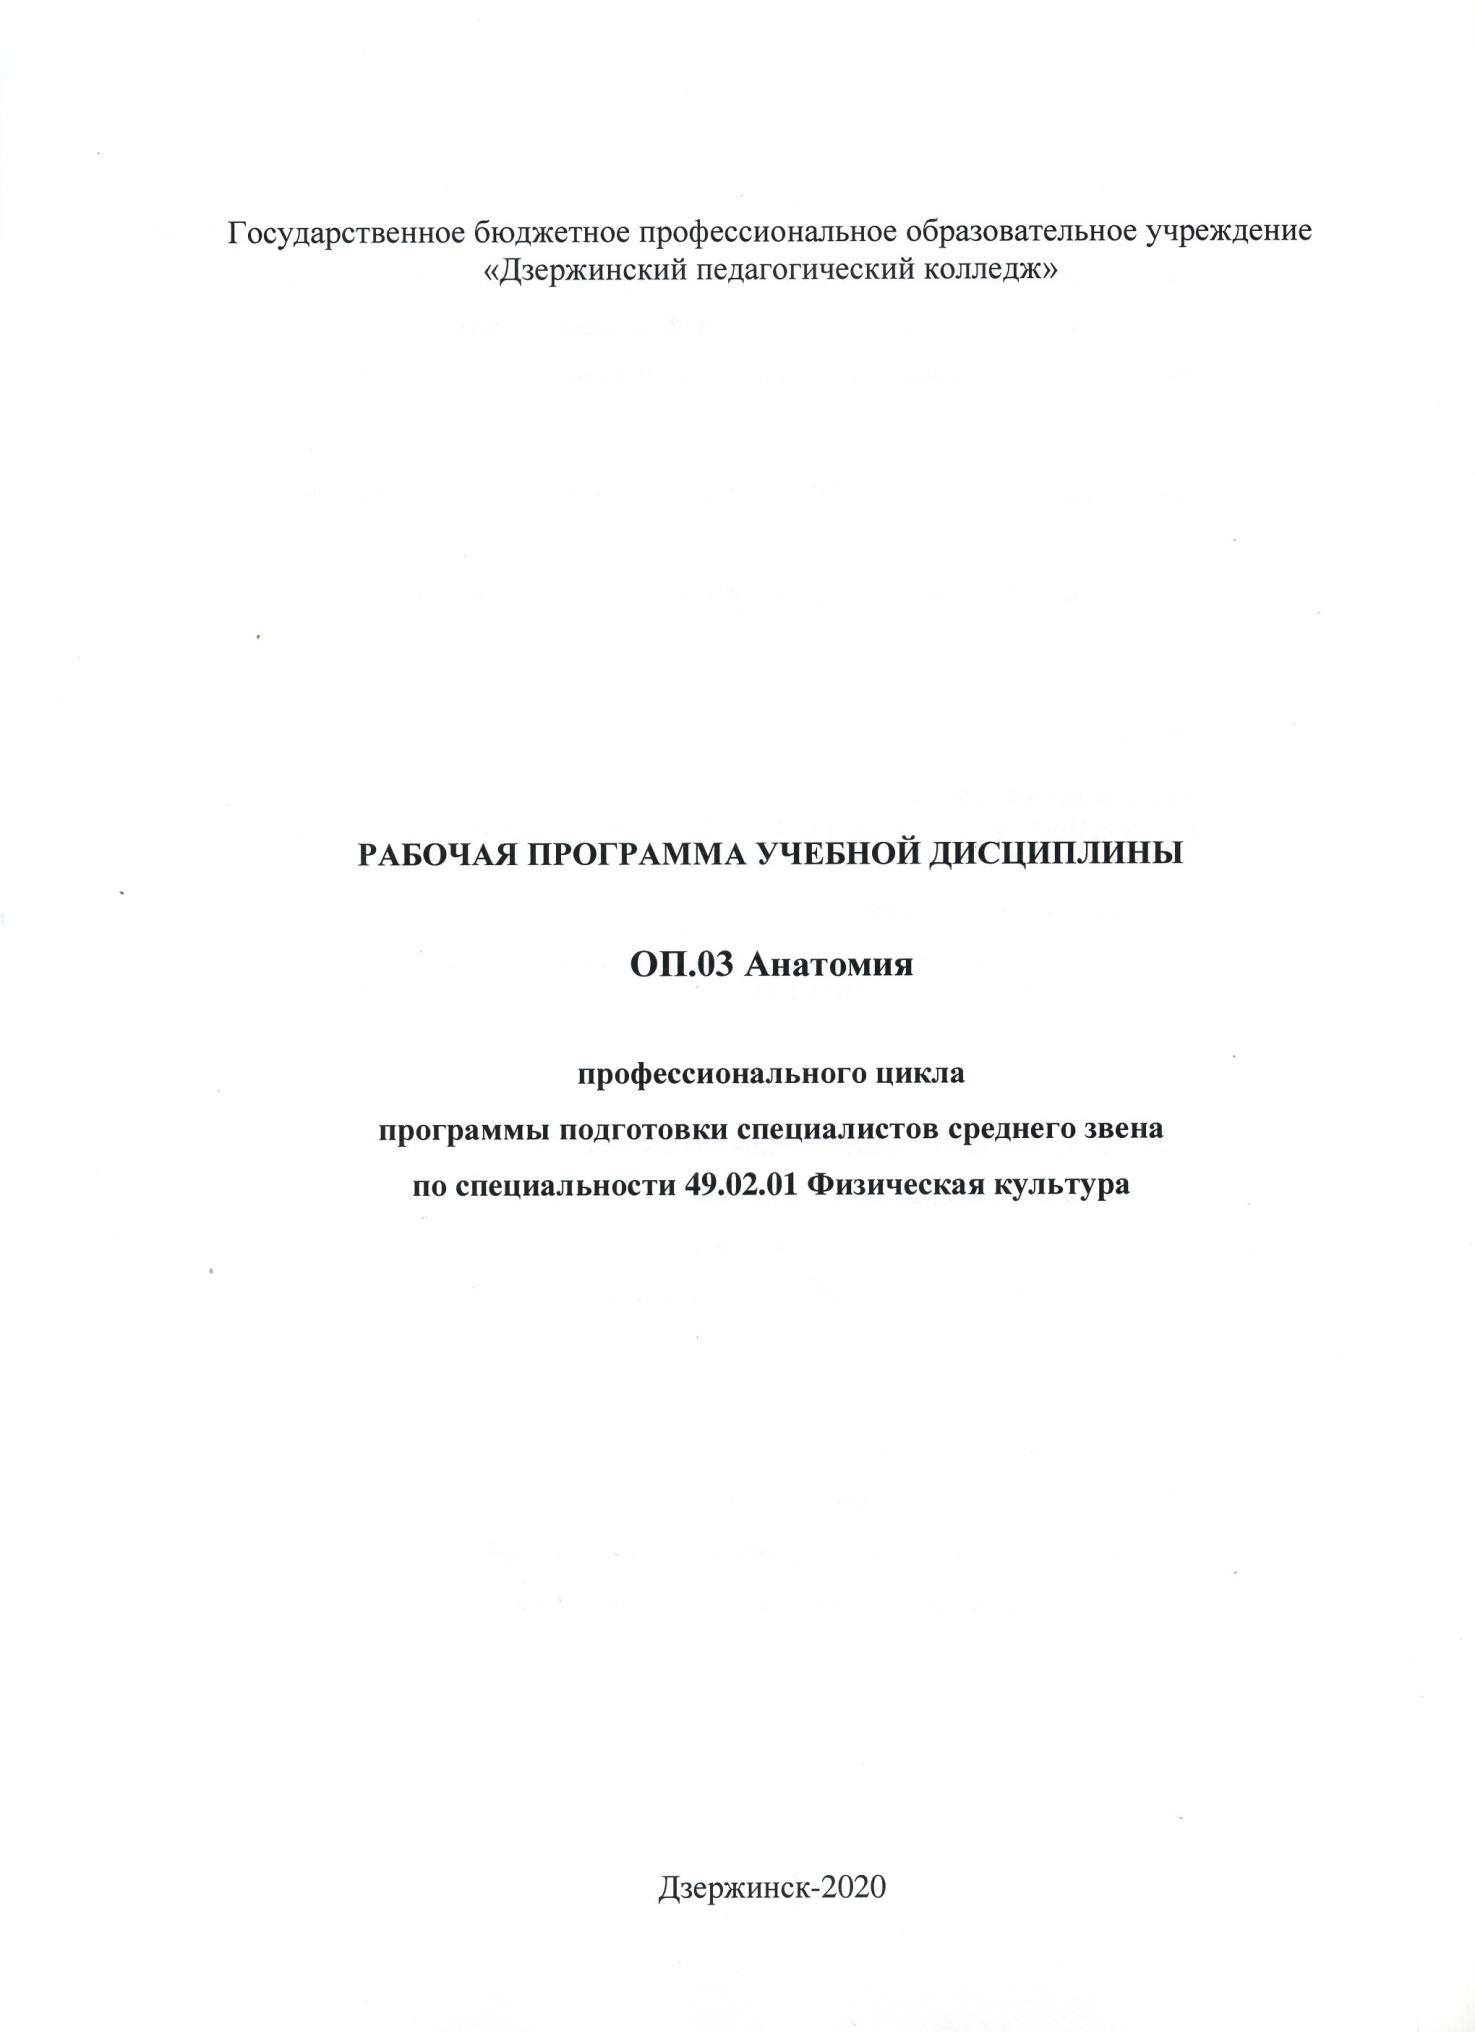 Государственное бюджетное профессиональное образовательное учреждение
«Дзержинский педагогический колледж»
РАБОЧАЯ ПРОГРАММА УЧЕБНОЙ ДИСЦИПЛИНЫ
ОП.03 Анатомия
профессионального цикла
программы подготовки специалистов среднего звена
по специальности 49.02.01 Физическая культура
Дзержинск-2020